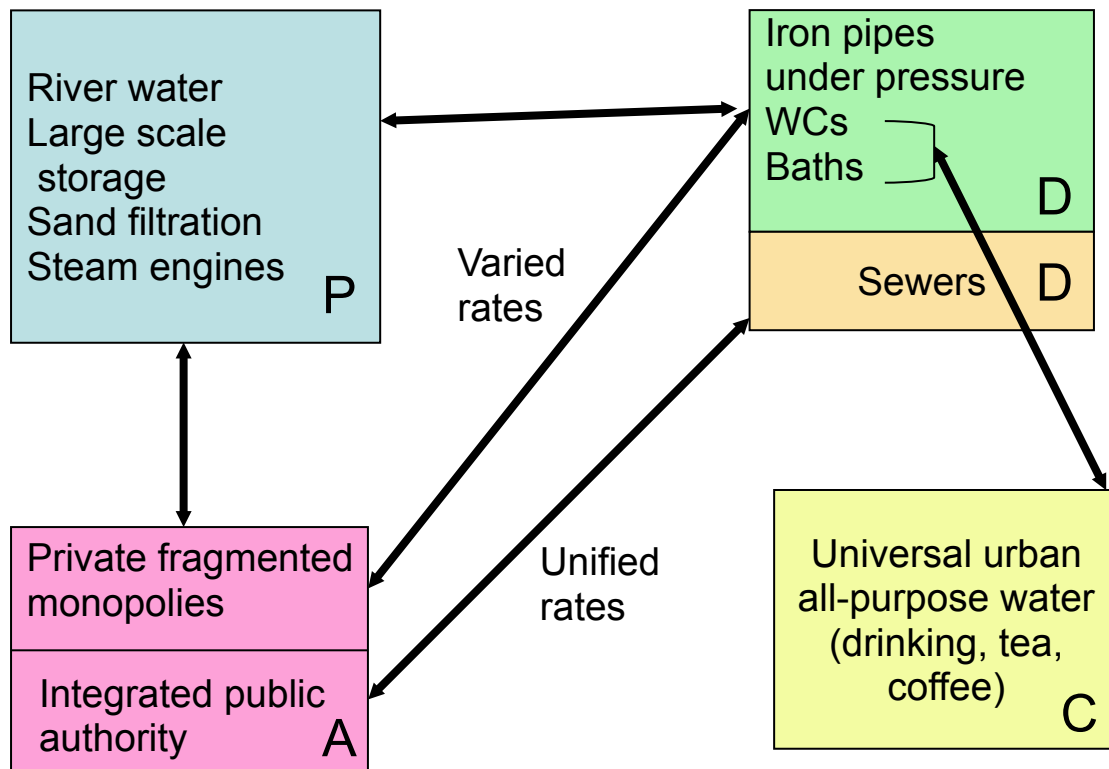 River water
Large scale
storage
Sand filtration
Steam engines
P
Iron pipes
under pressure
WCs
Baths
D
Sewers D
Varied
rates
Unified
rates
Private fragmented
monopolies
Integrated public
authority
A
Universal urban
all-purpose water
(drinking, tea,
coffee)
C